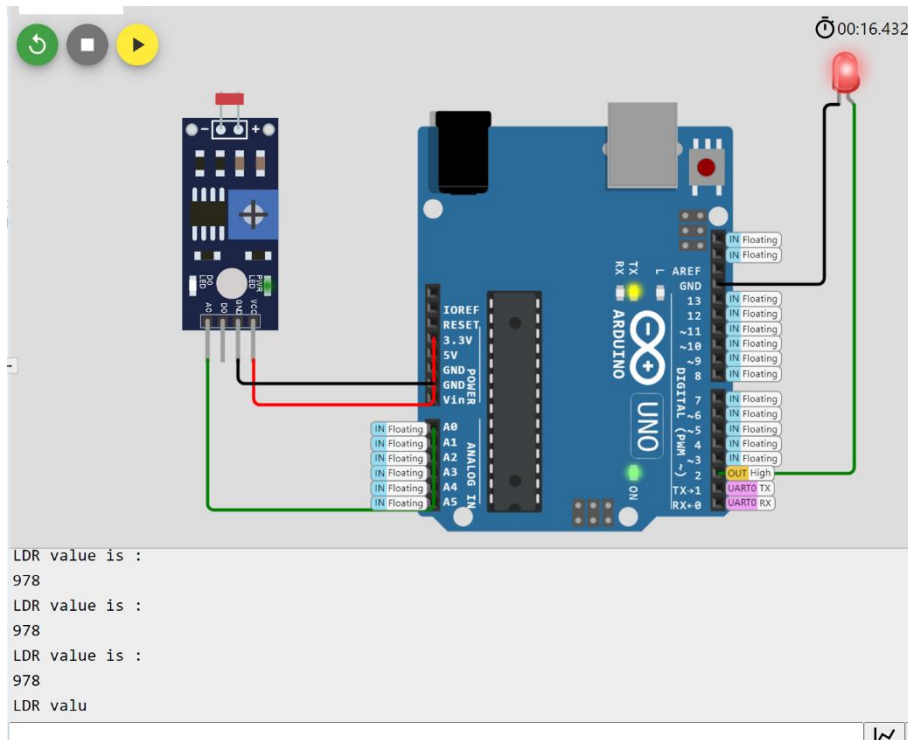 00:16.432
- +
DO
LED
PWR
LED
AO
DO
GND
VCC
IOREF
RESET
3.3V
5V
GND
GND
Vin
POWER
A0
A1
A2
A3
A4
A5
ANALOG IN
IN Floating
IN Floating
IN Floating
IN Floating
IN Floating
IN Floating
RX
TX
L
ARDUINO
UNO
ON
AREF
GND
13
12
~11
~10
~9
8
7
~6
~5
4
~3
2
TX→1
RX←0
DIGITAL (PWM ~)
IN Floating
IN Floating
IN Floating
IN Floating
IN Floating
IN Floating
IN Floating
IN Floating
IN Floating
IN Floating
IN Floating
IN Floating
IN Floating
OUT High
UART0 TX
UART0 RX
LDR value is :
978
LDR value is :
978
LDR value is :
978
LDR valu